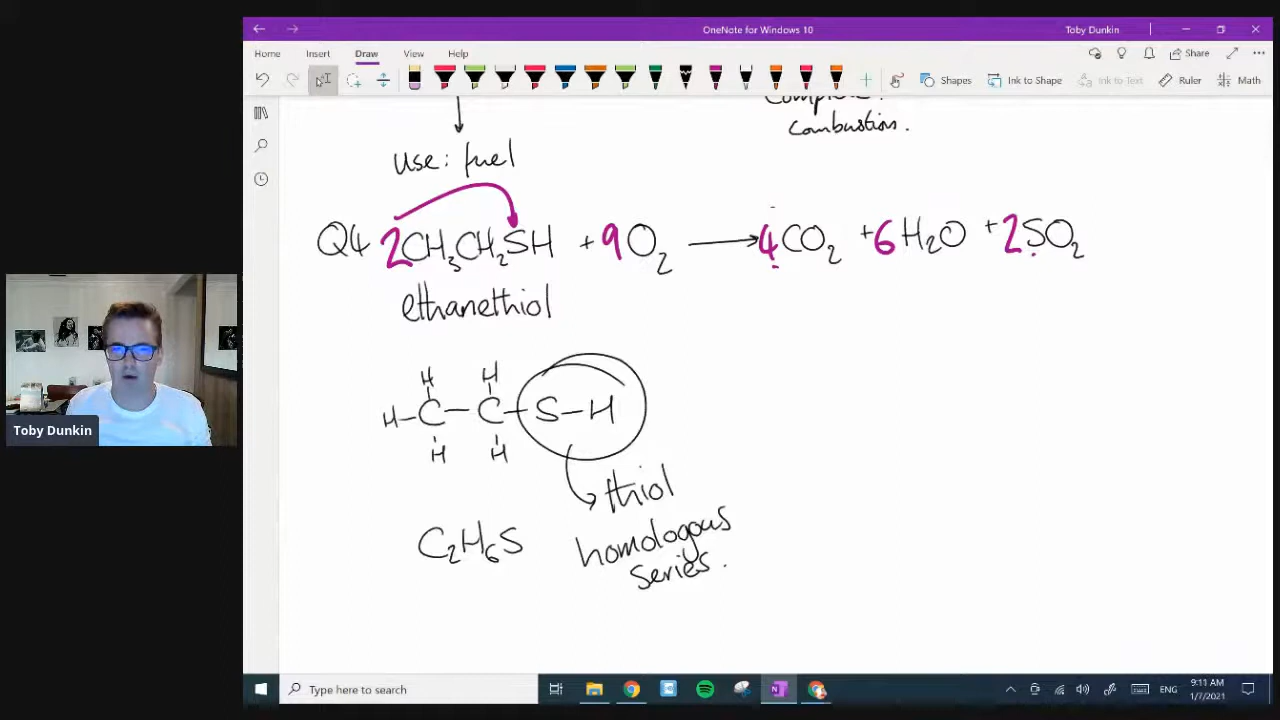 OneNote for Windows 10
Toby Dunkin
Home Insert Draw View Help
Share
Shapes Ink to Shape Ink to Text Ruler Math
combustion.
use: fuel
Q4 2CH₃CH₂SH + 9O₂ → 4CO₂ + 6H₂O + 2SO₂
ethanethiol
H H
H–C–C–S–H
H H
thiol
homologous
series.
C₂H₆S
Toby Dunkin
Type here to search
ENG
9:11 AM
1/7/2021